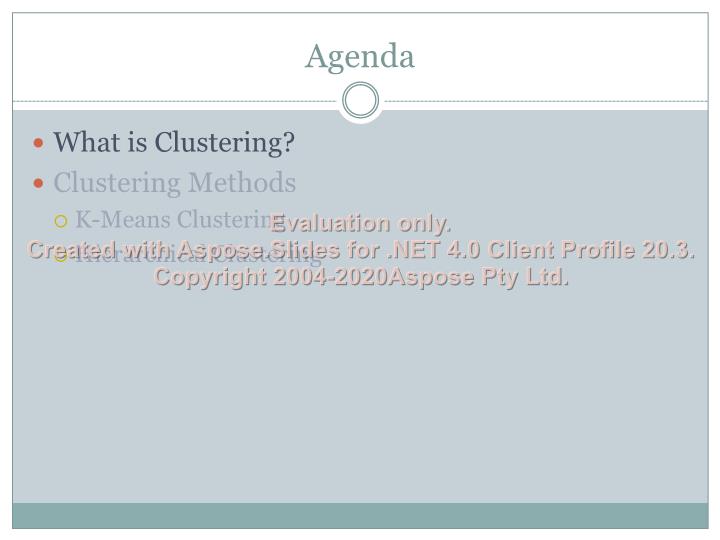 Agenda
What is Clustering?
Clustering Methods
K-Means Clustering
Evaluation only.
Hierarchical Clustering
Created with Aspose.Slides for .NET 4.0 Client Profile 20.3.
Copyright 2004-2020Aspose Pty Ltd.